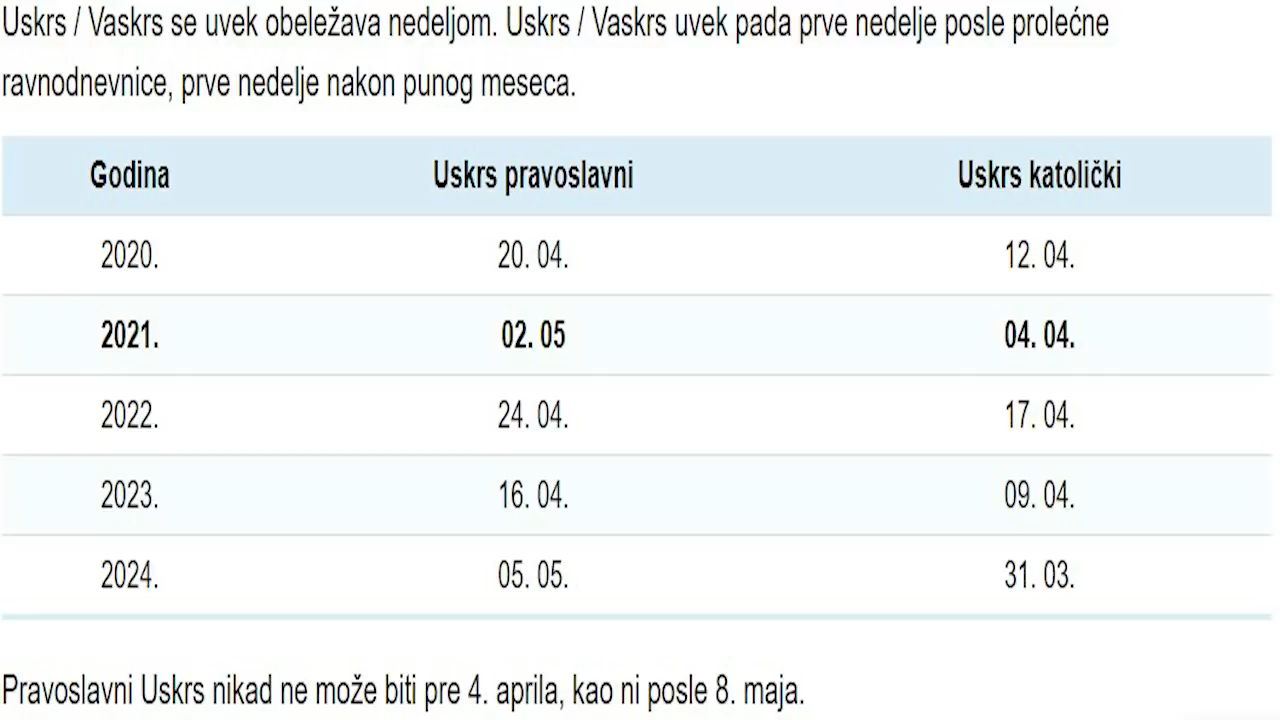 Uskrs / Vaskrs se uvek obeležava nedeljom. Uskrs / Vaskrs uvek pada prve nedelje posle prolećne
ravnodnevnice, prve nedelje nakon punog meseca.
Godina Uskrs pravoslavni Uskrs katolički
2020. 20. 04. 12. 04.
2021. 02. 05 04. 04.
2022. 24. 04. 17. 04.
2023. 16. 04. 09. 04.
2024. 05. 05. 31. 03.
Pravoslavni Uskrs nikad ne može biti pre 4. aprila, kao ni posle 8. maja.